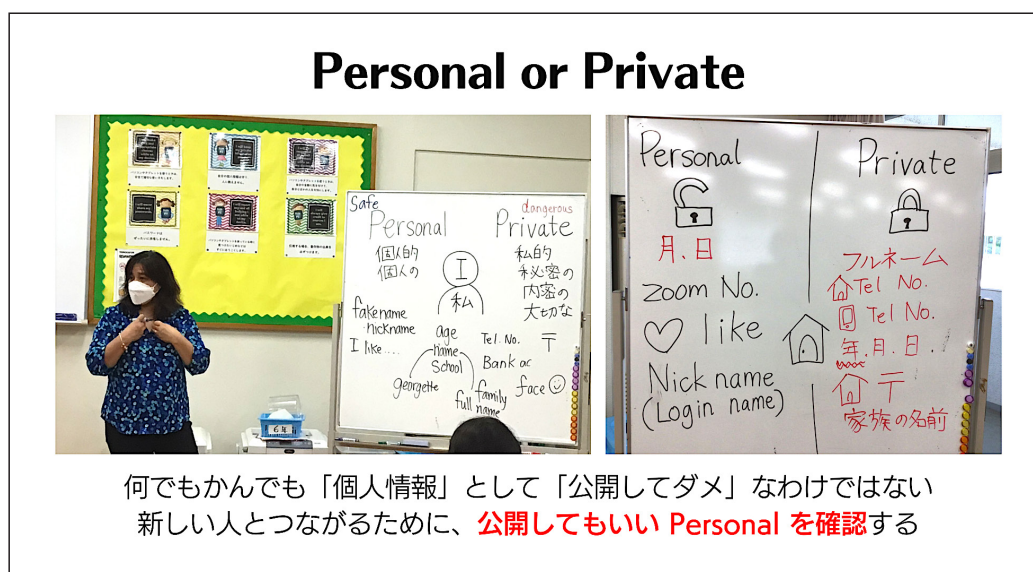 Personal or Private
Safe
Personal
個人的
個人の
fake name
nickname
I like ....
I
私
age
name
School
georgette
family
full name
dangerous
Private
私的
秘密の
内密の
大切な
Tel. No.
〒
Bank ac
face
6年
Personal
月、日
zoom No.
like
Nick name
(Login name)
Private
フルネーム
Tel No.
Tel No.
年.月.日.
〒
家族の名前
何でもかんでも「個人情報」として「公開してダメ」なわけではない
新しい人とつながるために、公開してもいい Personal を確認する